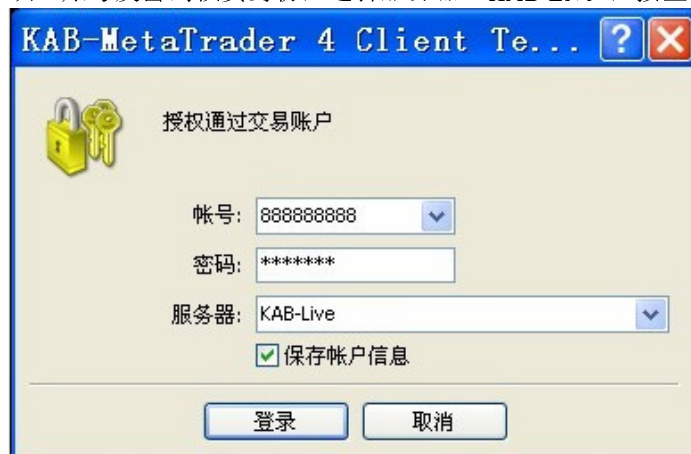 KAB-MetaTrader 4 Client Te...
授权通过交易账户
帐号: 888888888
密码: *******
服务器: KAB-Live
保存帐户信息
登录 取消